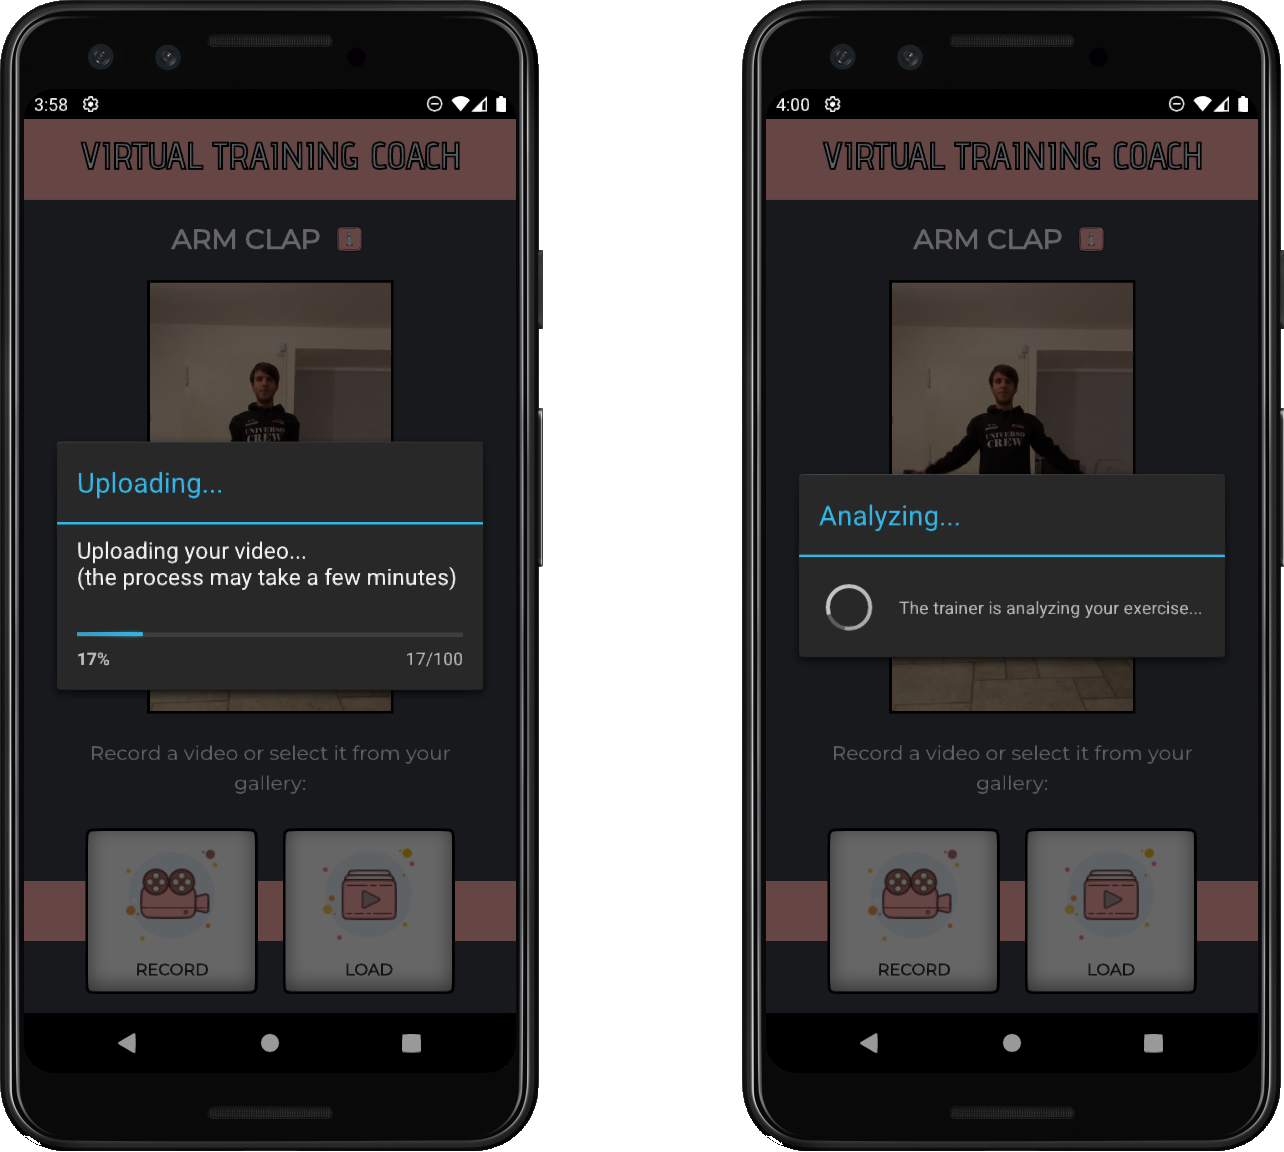 3:58
VIRTUAL TRAINING COACH
ARM CLAP
UNIVERSO
CREW
Uploading...
Uploading your video...
(the process may take a few minutes)
17%
17/100
Record a video or select it from your
gallery:
RECORD
LOAD
4:00
VIRTUAL TRAINING COACH
ARM CLAP
UNIVERSO
CREW
Analyzing...
The trainer is analyzing your exercise...
Record a video or select it from your
gallery:
RECORD
LOAD